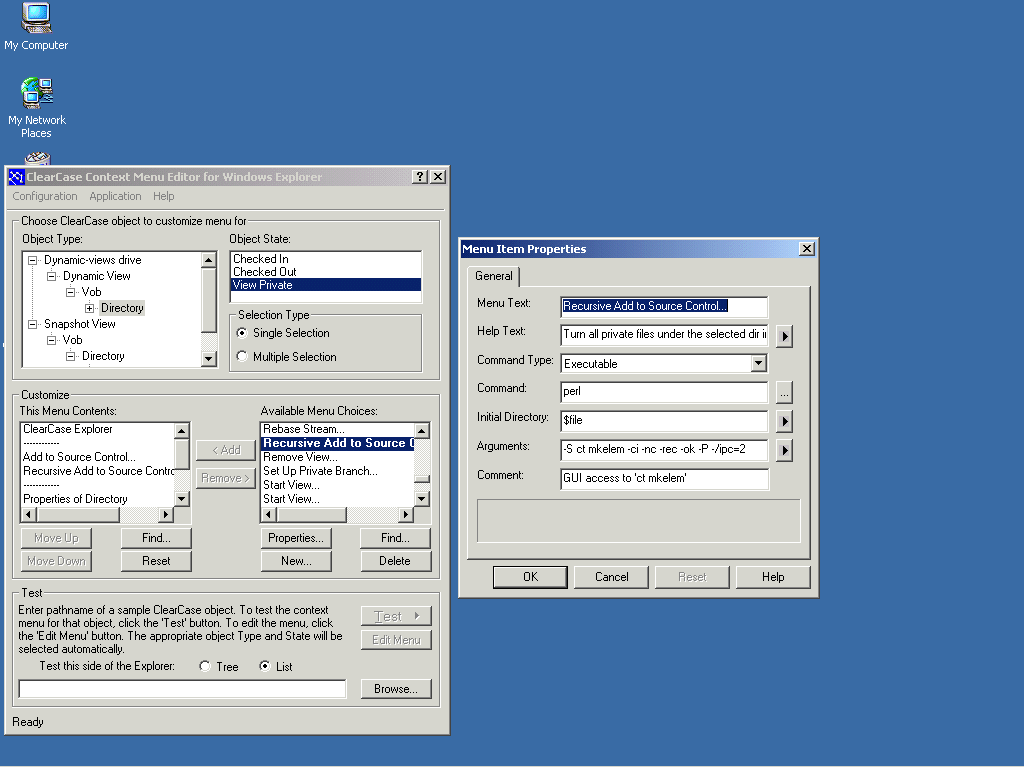 My Computer
My Network
Places
ClearCase Context Menu Editor for Windows Explorer
Configuration Application Help
Choose ClearCase object to customize menu for
Object Type:
Dynamic-views drive
Dynamic View
Vob
Directory
Snapshot View
Vob
Directory
Object State:
Checked In
Checked Out
View Private
Selection Type
Single Selection
Multiple Selection
Customize
This Menu Contents:
ClearCase Explorer
------------
Add to Source Control...
Recursive Add to Source Contro
------------
Properties of Directory
< Add
Remove >
Available Menu Choices:
Rebase Stream...
Recursive Add to Source C
Remove View...
Set Up Private Branch...
Start View...
Start View...
Move Up Find... Properties... Find...
Move Down Reset New... Delete
Test
Enter pathname of a sample ClearCase object. To test the context
menu for that object, click the 'Test' button. To edit the menu, click
the 'Edit Menu' button. The appropriate object Type and State will be
selected automatically.
Test
Edit Menu
Test this side of the Explorer: Tree List
Browse...
Ready
Menu Item Properties
General
Menu Text: Recursive Add to Source Control...
Help Text: Turn all private files under the selected dir i
Command Type: Executable
Command: perl ...
Initial Directory: $file
Arguments: -S ct mkelem -ci -nc -rec -ok -P -/ipc=2
Comment: GUI access to 'ct mkelem'
OK Cancel Reset Help